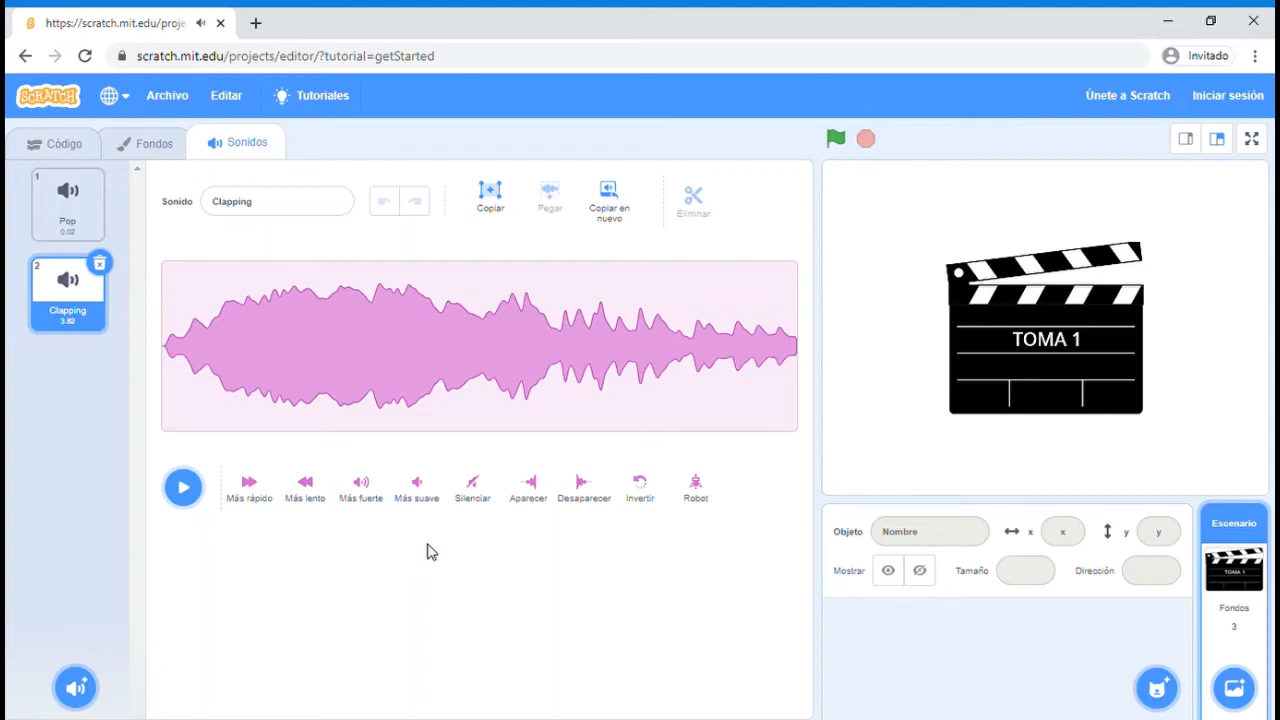 https://scratch.mit.edu/proje
scratch.mit.edu/projects/editor/?tutorial=getStarted
Invitado
SCRATCH
Archivo
Editar
Tutoriales
Únete a Scratch
Iniciar sesión
Código
Fondos
Sonidos
1
Pop
0.02
2
Clapping
3.62
Sonido
Clapping
Copiar
Pegar
Copiar en
nuevo
Eliminar
Más rápido
Más lento
Más fuerte
Más suave
Silenciar
Aparecer
Desaparecer
Invertir
Robot
TOMA 1
Objeto
Nombre
x
x
y
y
Mostrar
Tamaño
Dirección
Escenario
TOMA 1
Fondos
3